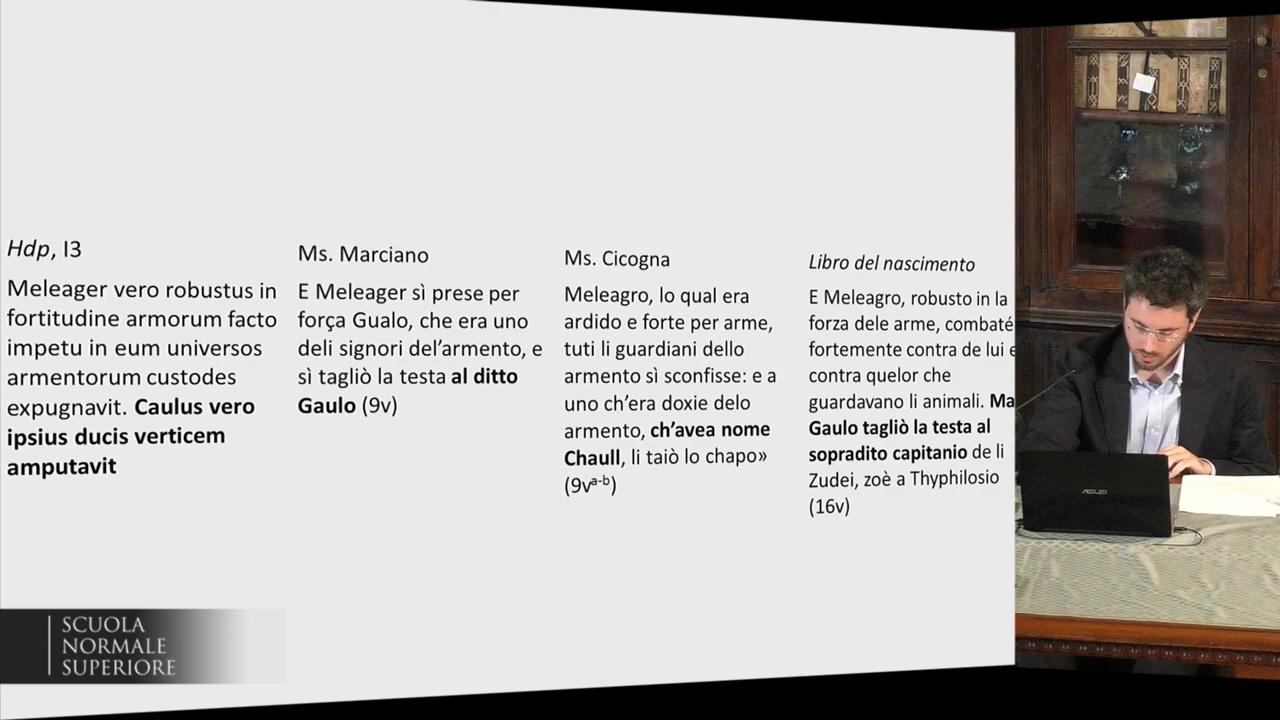 Hdp, I3
Meleager vero robustus in
fortitudine armorum facto
impetu in eum universos
armentorum custodes
expugnavit. Caulus vero
ipsius ducis verticem
amputavit
Ms. Marciano
E Meleager sì prese per
força Gualo, che era uno
deli signori del’armento, e
sì tagliò la testa al ditto
Gaulo (9v)
Ms. Cicogna
Meleagro, lo qual era
ardido e forte per arme,
tuti li guardiani dello
armento sì sconfisse: e a
uno ch’era doxie delo
armento, ch’avea nome
Chaull, li taiò lo chapo»
(9vᵃ⁻ᵇ)
Libro del nascimento
E Meleagro, robusto in la
forza dele arme, combaté
fortemente contra de lui e
contra quelor che
guardavano li animali. Ma
Gaulo tagliò la testa al
sopradito capitanio de li
Zudei, zoè a Thyphilosio
(16v)
SCUOLA
NORMALE
SUPERIORE
ASUS